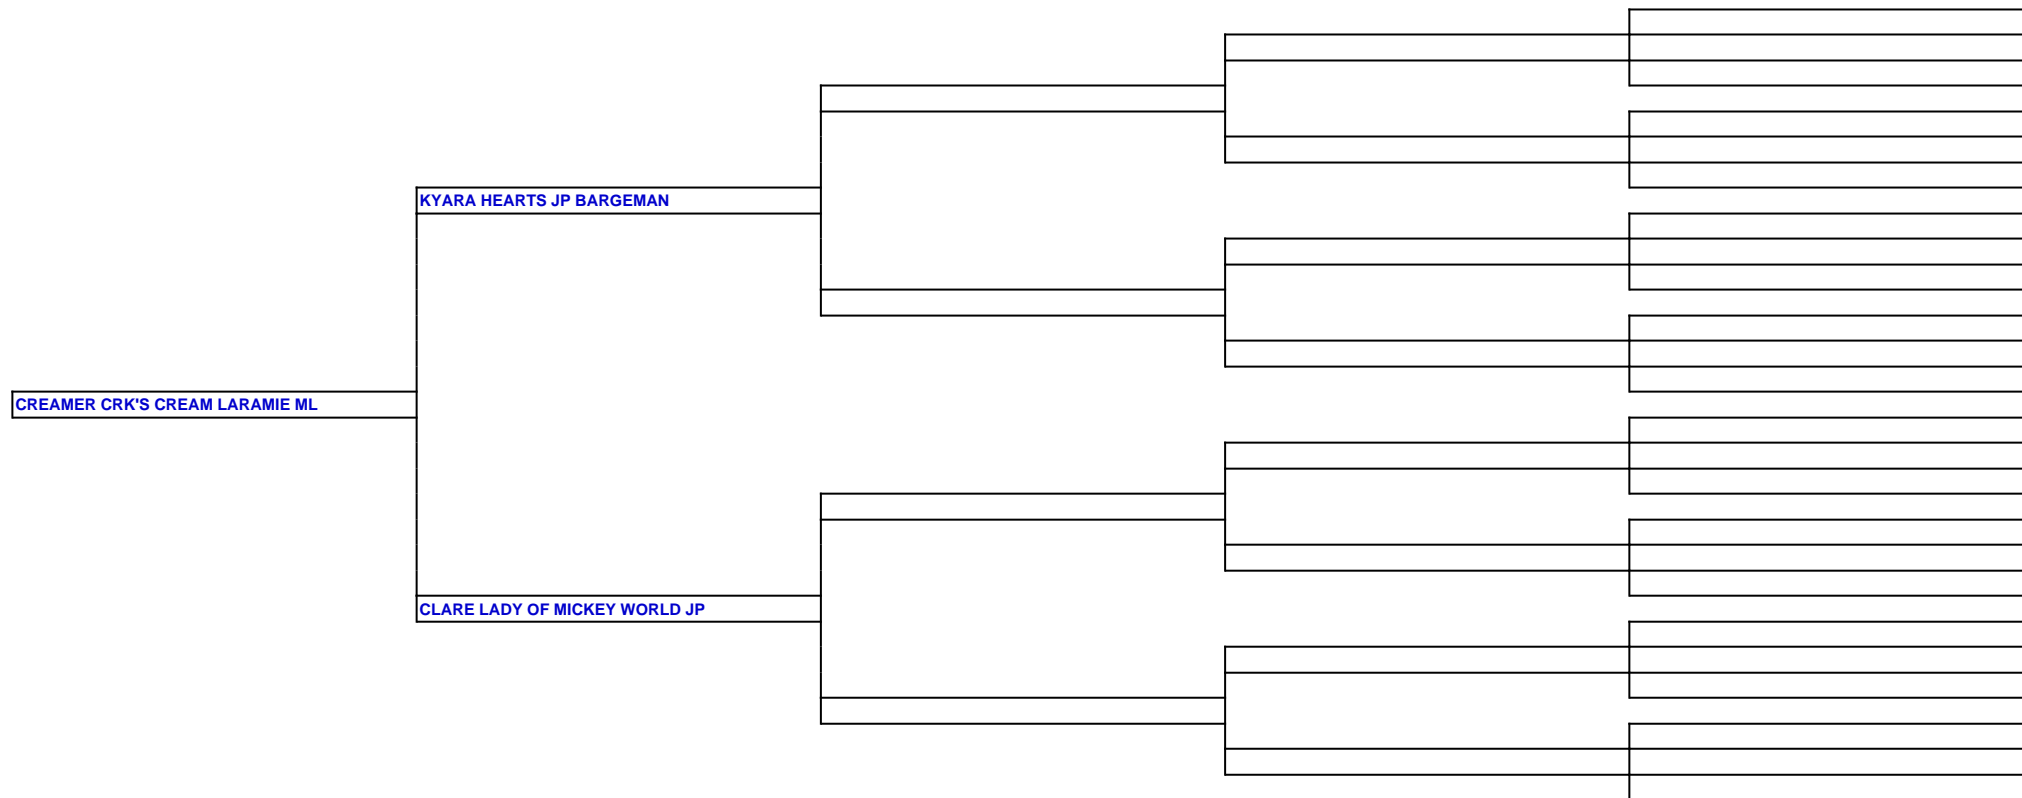 KYARA HEARTS JP BARGEMAN
CREAMER CRK'S CREAM LARAMIE ML
CLARE LADY OF MICKEY WORLD JP